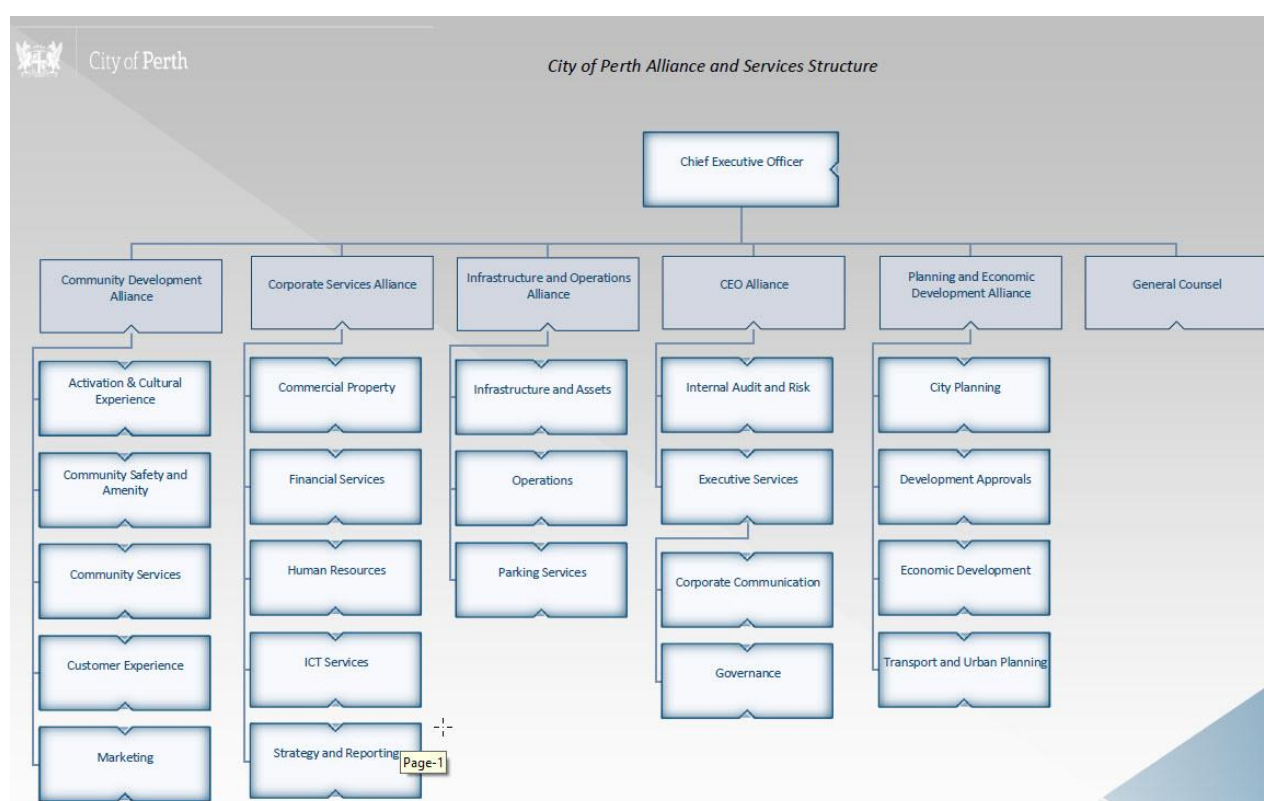 City of Perth
City of Perth Alliance and Services Structure
Chief Executive Officer
Community Development
Alliance
Corporate Services Alliance
Infrastructure and Operations
Alliance
CEO Alliance
Planning and Economic
Development Alliance
General Counsel
Activation & Cultural
Experience
Community Safety and
Amenity
Community Services
Customer Experience
Marketing
Commercial Property
Financial Services
Human Resources
ICT Services
Strategy and Reporting
Page-1
Infrastructure and Assets
Operations
Parking Services
Internal Audit and Risk
Executive Services
Corporate Communication
Governance
City Planning
Development Approvals
Economic Development
Transport and Urban Planning